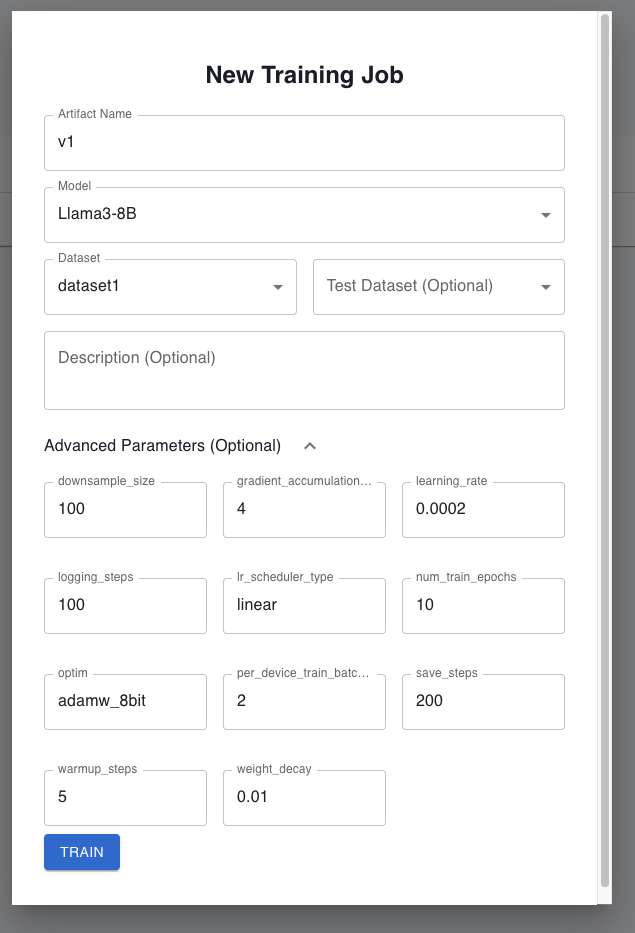 New Training Job
Artifact Name
v1
Model
Llama3-8B
Dataset
dataset1
Test Dataset (Optional)
Description (Optional)
Advanced Parameters (Optional)
downsample_size
100
gradient_accumulation...
4
learning_rate
0.0002
logging_steps
100
lr_scheduler_type
linear
num_train_epochs
10
optim
adamw_8bit
per_device_train_batc...
2
save_steps
200
warmup_steps
5
weight_decay
0.01
TRAIN